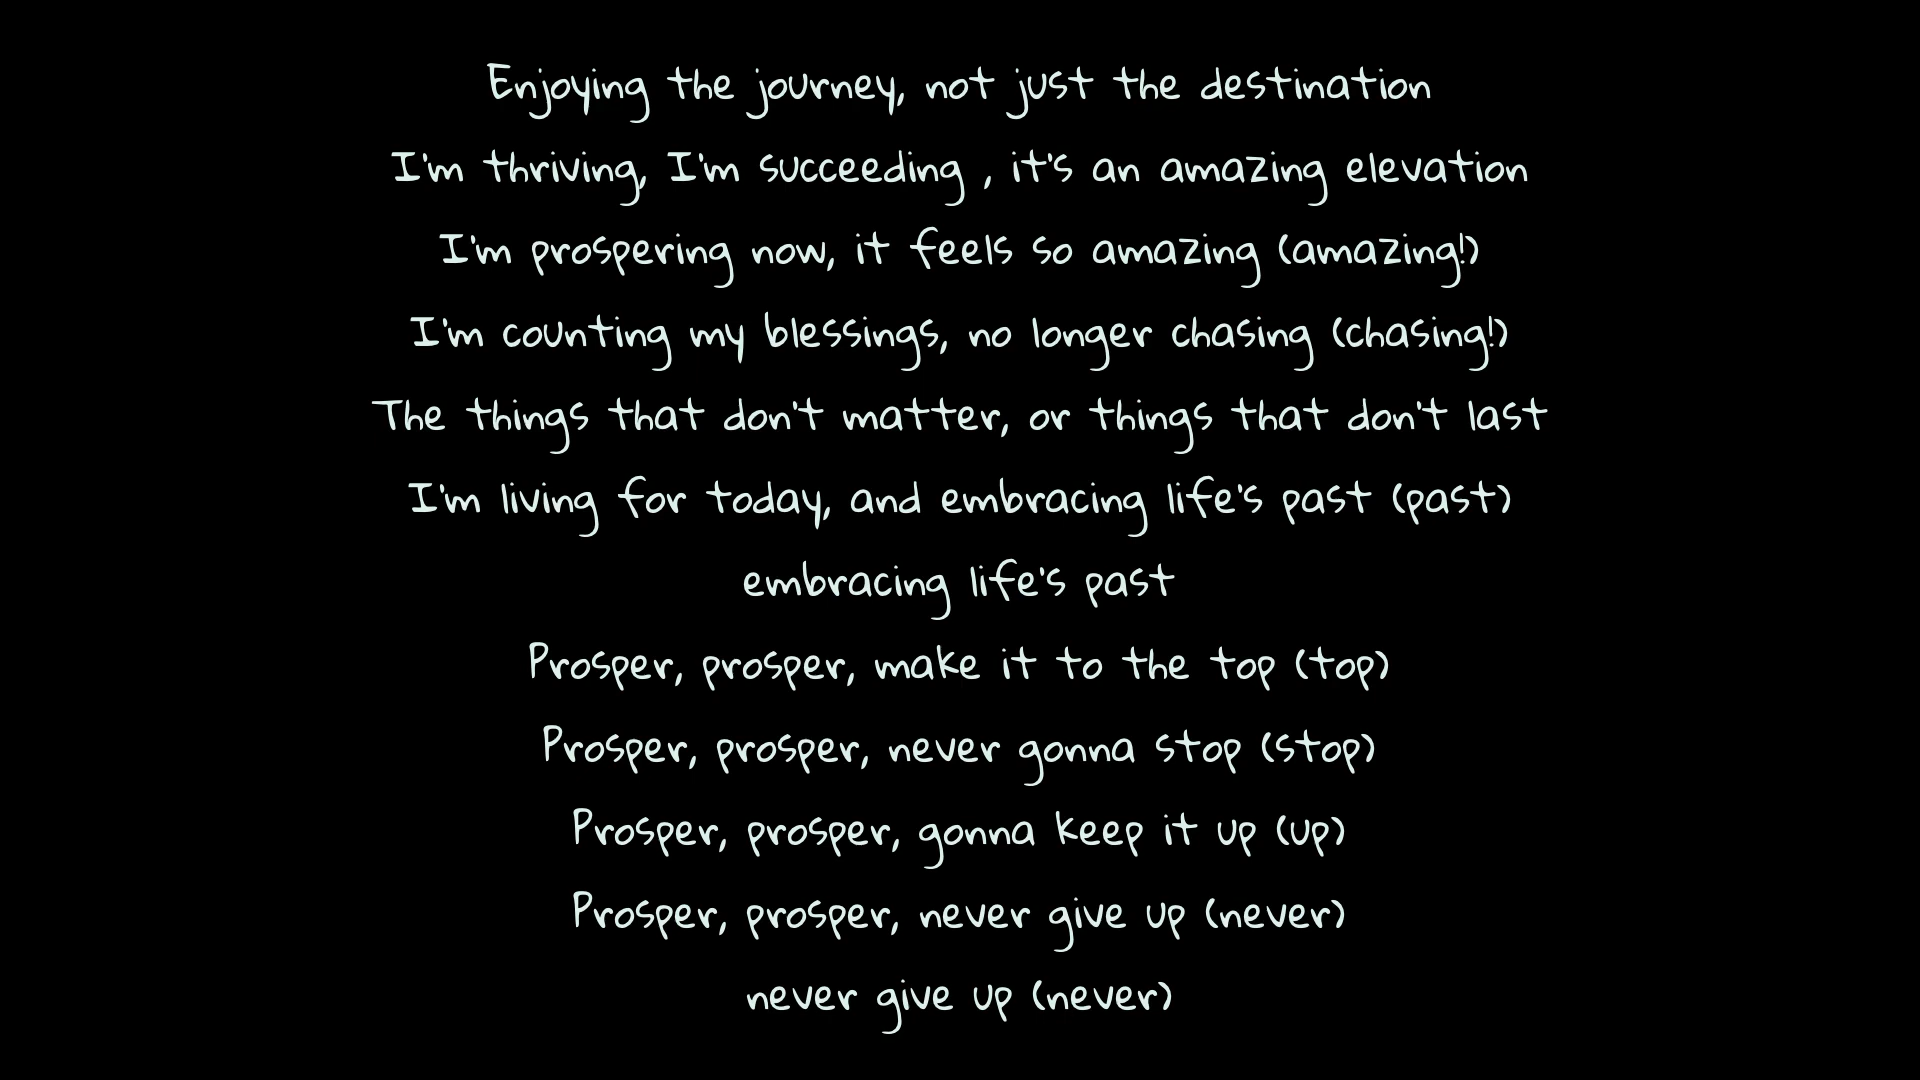 Enjoying the journey, not just the destination
I'm thriving, I'm succeeding , it's an amazing elevation
I'm prospering now, it feels so amazing (amazing!)
I'm counting my blessings, no longer chasing (chasing!)
The things that don't matter, or things that don't last
I'm living for today, and embracing life's past (past)
embracing life's past
Prosper, prosper, make it to the top (top)
Prosper, prosper, never gonna stop (stop)
Prosper, prosper, gonna keep it up (up)
Prosper, prosper, never give up (never)
never give up (never)